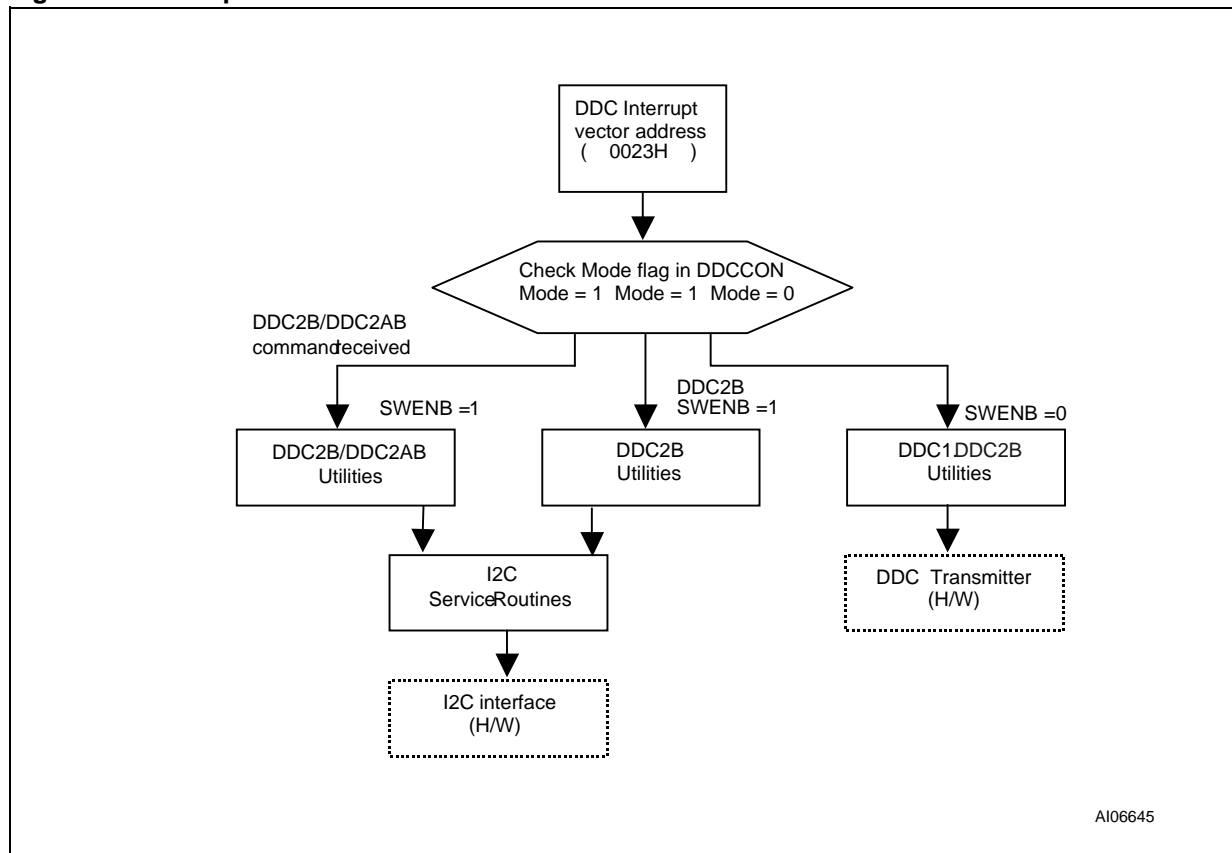 DDC Interrupt
vector address
( 0023H )
Check Mode flag in DDCCON
Mode = 1 Mode = 1 Mode = 0
DDC2B/DDC2AB
commandreceived
SWENB =1
DDC2B
SWENB =1
SWENB =0
DDC2B/DDC2AB
Utilities
DDC2B
Utilities
DDC1DDC2B
Utilities
I2C
ServiceRoutines
DDC Transmitter
(H/W)
I2C interface
(H/W)
AI06645